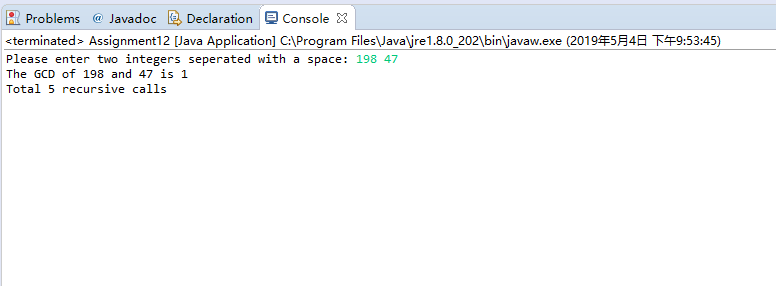 Problems @ Javadoc Declaration Console
<terminated> Assignment12 [Java Application] C:\Program Files\Java\jre1.8.0_202\bin\javaw.exe (2019年5月4日 下午9:53:45)
Please enter two integers seperated with a space: 198 47
The GCD of 198 and 47 is 1
Total 5 recursive calls